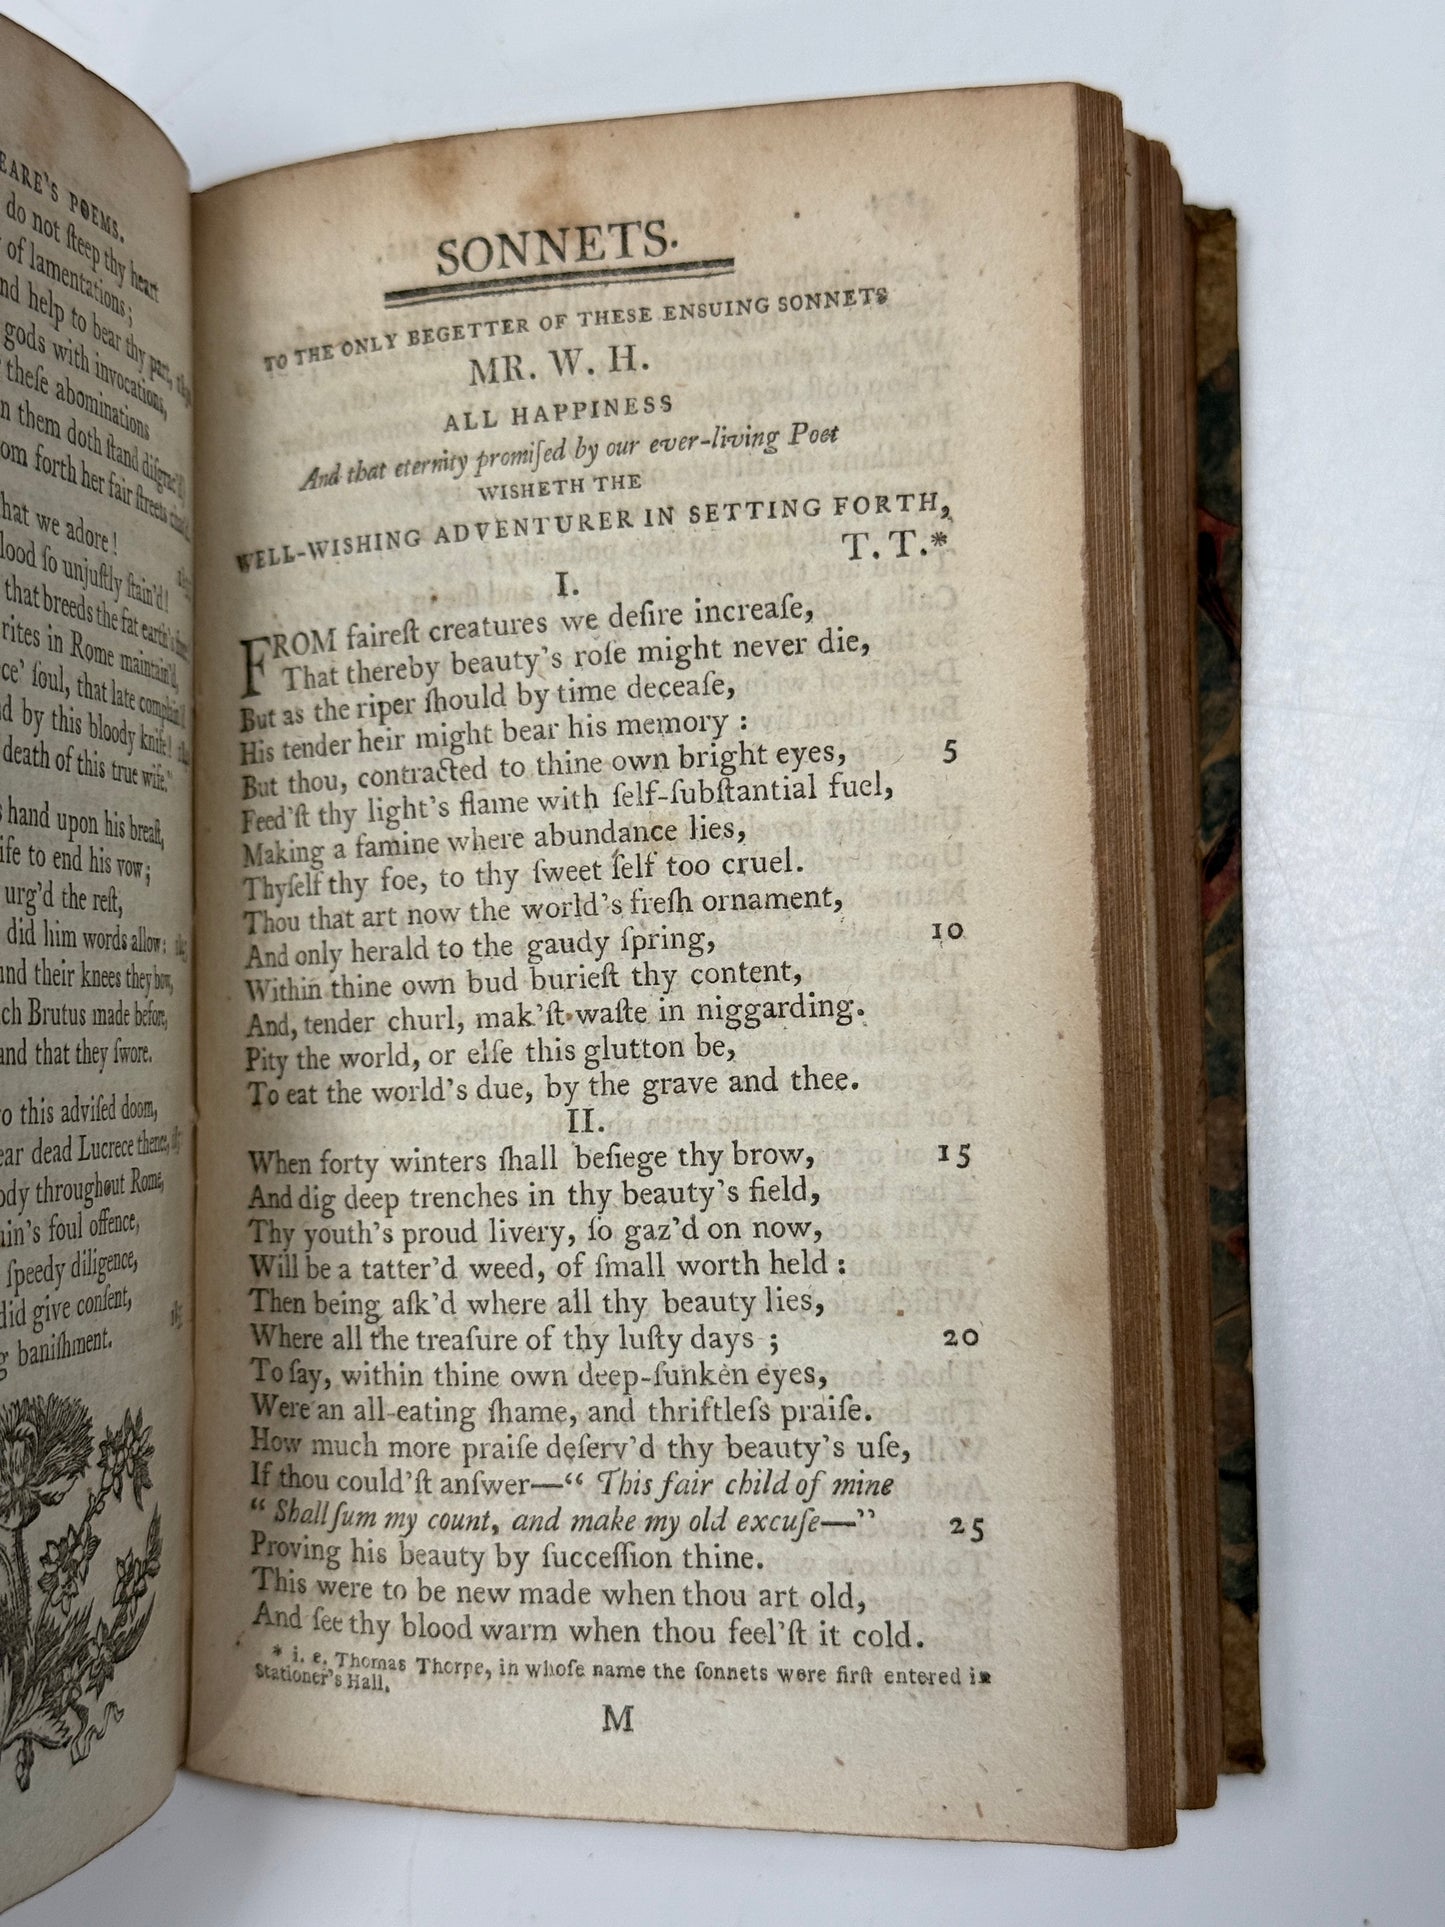 EARE'S POEMS.
do not ſteep thy heart
of lamentations;
nd help to bear thy part,
gods with invocations,
theſe abominations
n them doth ſtand diſgrac'd,
om forth her fair ſtreets
hat we adore!
lood ſo unjuſtly ſtain'd!
that breeds the fat earth's
rites in Rome maintain'd,
ce' ſoul, that late complain'd
d by this bloody knife!
death of this true wife."
hand upon his breaſt,
ife to end his vow;
urg'd the reſt,
did him words allow:
and their knees they bow,
ch Brutus made before,
and that they ſwore.
o this adviſed doom,
ear dead Lucrece thence,
ody throughout Rome,
uin's foul offence,
ſpeedy diligence,
did give conſent,
g baniſhment.
SONNETS.
TO THE ONLY BEGETTER OF THESE ENSUING SONNETS
MR. W. H.
ALL HAPPINESS
And that eternity promiſed by our ever-living Poet
WISHETH THE
WELL-WISHING ADVENTURER IN SETTING FORTH,
T. T.*
I.
FROM faireſt creatures we deſire increaſe,
That thereby beauty's roſe might never die,
But as the riper ſhould by time deceaſe,
His tender heir might bear his memory :
But thou, contracted to thine own bright eyes, 5
Feed'ſt thy light's flame with ſelf-ſubſtantial fuel,
Making a famine where abundance lies,
Thyſelf thy foe, to thy ſweet ſelf too cruel.
Thou that art now the world's freſh ornament,
And only herald to the gaudy ſpring, 10
Within thine own bud burieſt thy content,
And, tender churl, mak'ſt waſte in niggarding.
Pity the world, or elſe this glutton be,
To eat the world's due, by the grave and thee.
II.
When forty winters ſhall beſiege thy brow, 15
And dig deep trenches in thy beauty's field,
Thy youth's proud livery, ſo gaz'd on now,
Will be a tatter'd weed, of ſmall worth held :
Then being aſk'd where all thy beauty lies,
Where all the treaſure of thy luſty days ; 20
To ſay, within thine own deep-ſunken eyes,
Were an all-eating ſhame, and thriftleſs praiſe.
How much more praiſe deſerv'd thy beauty's uſe,
If thou could'ſt anſwer—“ This fair child of mine
“ Shall ſum my count, and make my old excuſe—” 25
Proving his beauty by ſucceſſion thine.
This were to be new made when thou art old,
And ſee thy blood warm when thou feel'ſt it cold.
* i. e. Thomas Thorpe, in whoſe name the ſonnets were firſt entered in
Stationer's Hall.
M